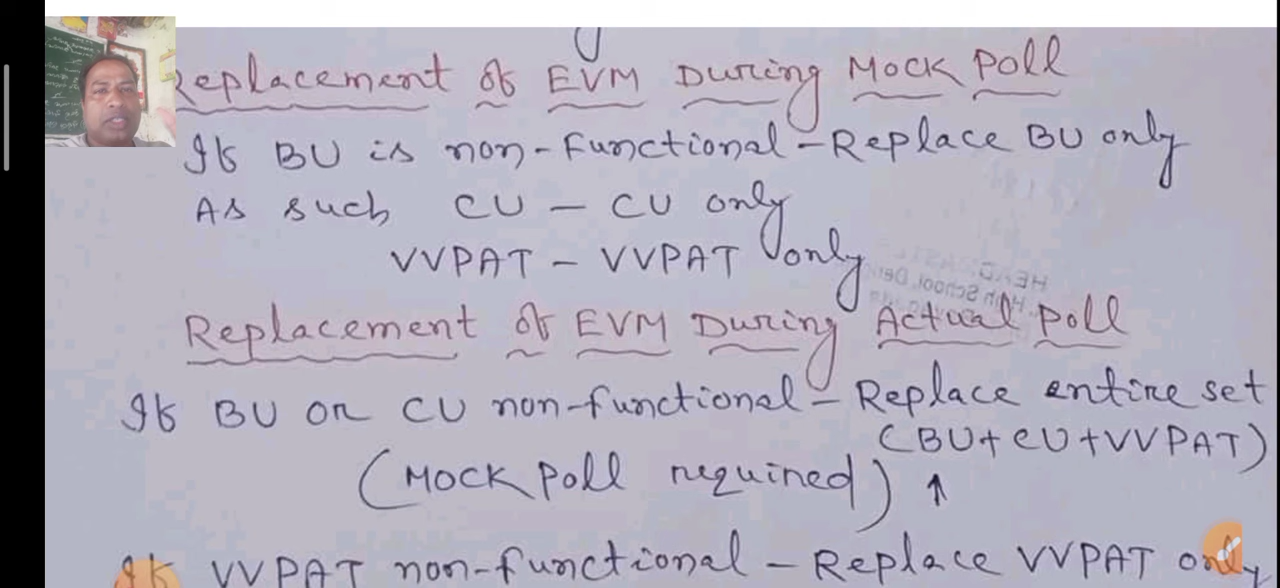 Replacement of EVM During Mock Poll
If BU is non-functional - Replace BU only
As such CU - CU only
VVPAT - VVPAT only
Replacement of EVM During Actual Poll
If BU or CU non-functional - Replace entire set
(BU + CU + VVPAT)
(Mock Poll required) ↑
If VVPAT non-functional - Replace VVPAT only